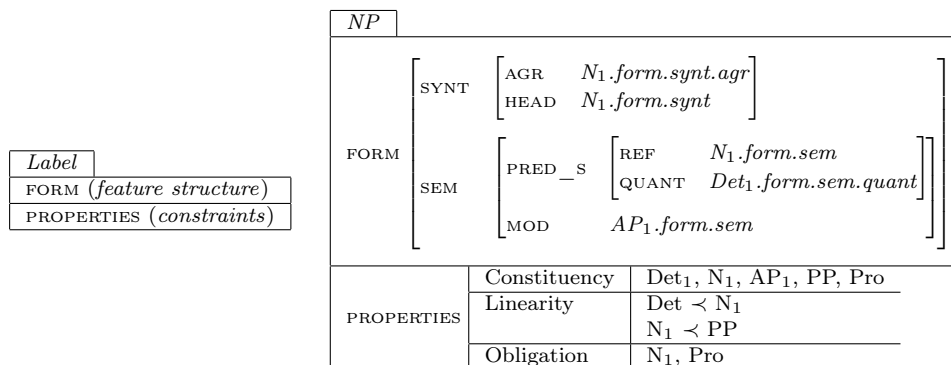 Label
FORM (feature structure)
PROPERTIES (constraints)
NP
FORM
SYNT
AGR N₁.form.synt.agr
HEAD N₁.form.synt
SEM
PRED_S
REF N₁.form.sem
QUANT Det₁.form.sem.quant
MOD AP₁.form.sem
PROPERTIES
Constituency Det₁, N₁, AP₁, PP, Pro
Linearity Det ≺ N₁
N₁ ≺ PP
Obligation N₁, Pro